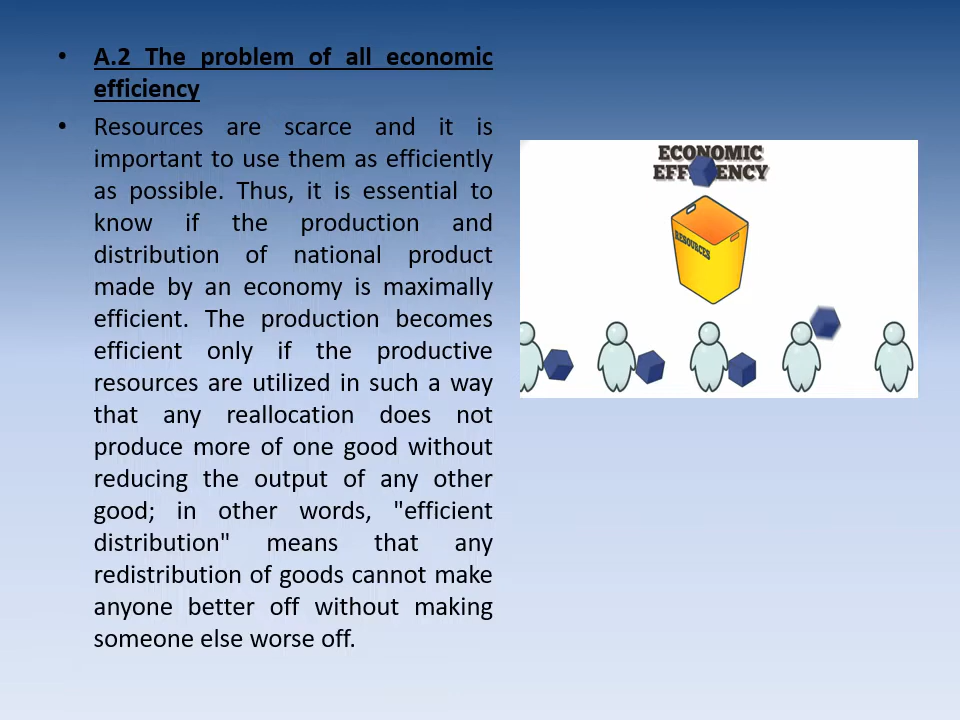 • A.2 The problem of all economic
efficiency
• Resources are scarce and it is
important to use them as efficiently
as possible. Thus, it is essential to
know if the production and
distribution of national product
made by an economy is maximally
efficient. The production becomes
efficient only if the productive
resources are utilized in such a way
that any reallocation does not
produce more of one good without
reducing the output of any other
good; in other words, "efficient
distribution" means that any
redistribution of goods cannot make
anyone better off without making
someone else worse off.
ECONOMIC
RESOURCES